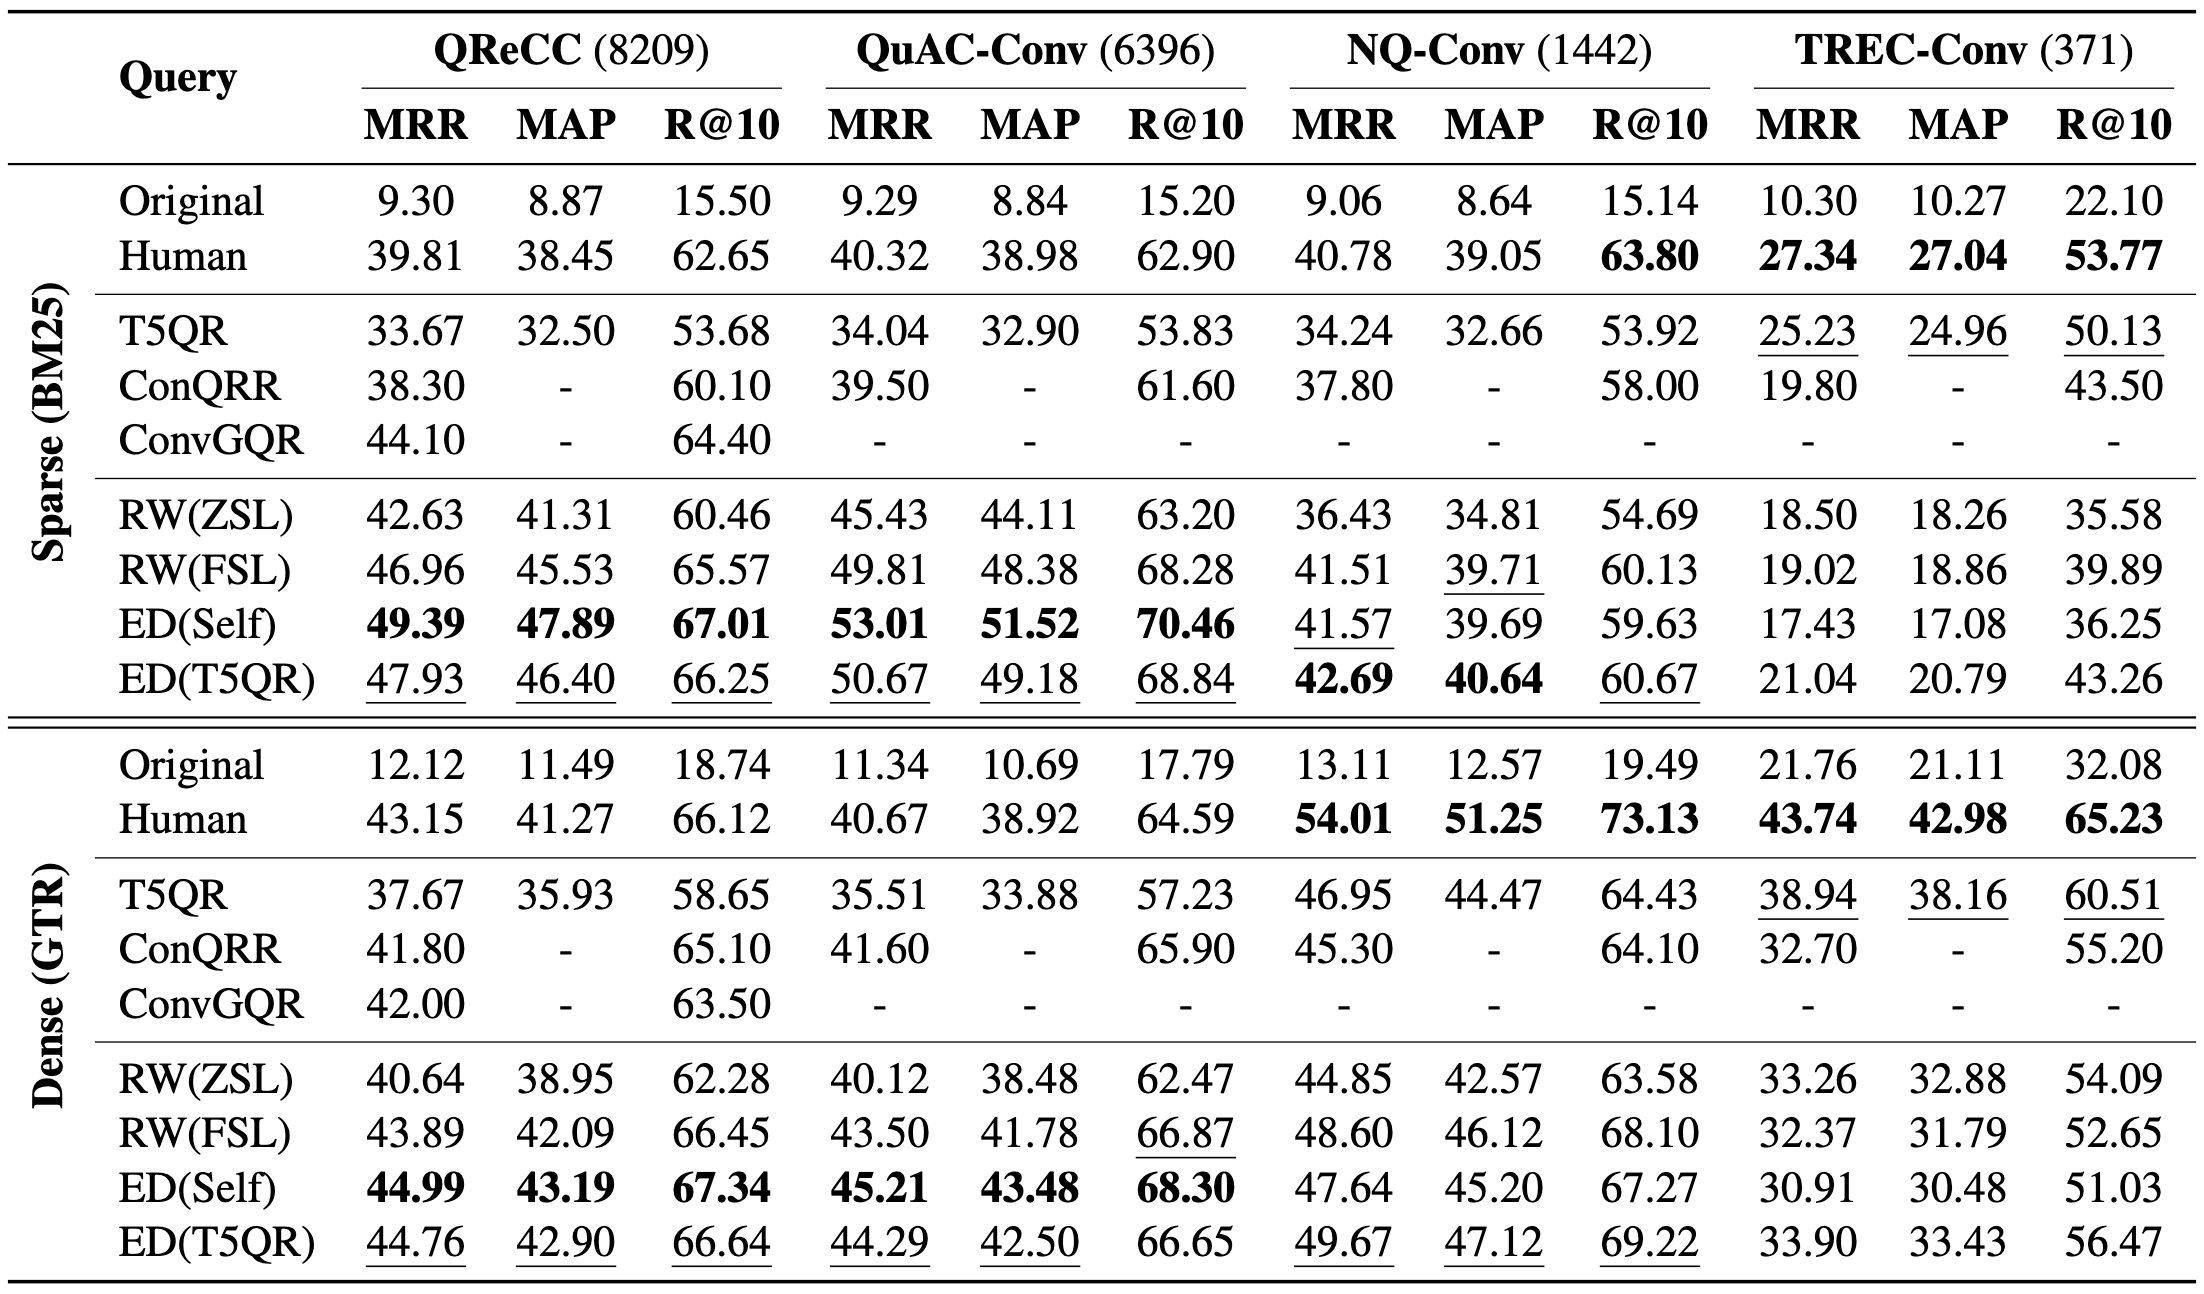 Query QReCC (8209) QuAC-Conv (6396) NQ-Conv (1442) TREC-Conv (371)
MRR MAP R@10 MRR MAP R@10 MRR MAP R@10 MRR MAP R@10
Sparse (BM25)
Original 9.30 8.87 15.50 9.29 8.84 15.20 9.06 8.64 15.14 10.30 10.27 22.10
Human 39.81 38.45 62.65 40.32 38.98 62.90 40.78 39.05 63.80 27.34 27.04 53.77
T5QR 33.67 32.50 53.68 34.04 32.90 53.83 34.24 32.66 53.92 25.23 24.96 50.13
ConQRR 38.30 - 60.10 39.50 - 61.60 37.80 - 58.00 19.80 - 43.50
ConvGQR 44.10 - 64.40 - - - - - - - - -
RW(ZSL) 42.63 41.31 60.46 45.43 44.11 63.20 36.43 34.81 54.69 18.50 18.26 35.58
RW(FSL) 46.96 45.53 65.57 49.81 48.38 68.28 41.51 39.71 60.13 19.02 18.86 39.89
ED(Self) 49.39 47.89 67.01 53.01 51.52 70.46 41.57 39.69 59.63 17.43 17.08 36.25
ED(T5QR) 47.93 46.40 66.25 50.67 49.18 68.84 42.69 40.64 60.67 21.04 20.79 43.26
Dense (GTR)
Original 12.12 11.49 18.74 11.34 10.69 17.79 13.11 12.57 19.49 21.76 21.11 32.08
Human 43.15 41.27 66.12 40.67 38.92 64.59 54.01 51.25 73.13 43.74 42.98 65.23
T5QR 37.67 35.93 58.65 35.51 33.88 57.23 46.95 44.47 64.43 38.94 38.16 60.51
ConQRR 41.80 - 65.10 41.60 - 65.90 45.30 - 64.10 32.70 - 55.20
ConvGQR 42.00 - 63.50 - - - - - - - - -
RW(ZSL) 40.64 38.95 62.28 40.12 38.48 62.47 44.85 42.57 63.58 33.26 32.88 54.09
RW(FSL) 43.89 42.09 66.45 43.50 41.78 66.87 48.60 46.12 68.10 32.37 31.79 52.65
ED(Self) 44.99 43.19 67.34 45.21 43.48 68.30 47.64 45.20 67.27 30.91 30.48 51.03
ED(T5QR) 44.76 42.90 66.64 44.29 42.50 66.65 49.67 47.12 69.22 33.90 33.43 56.47